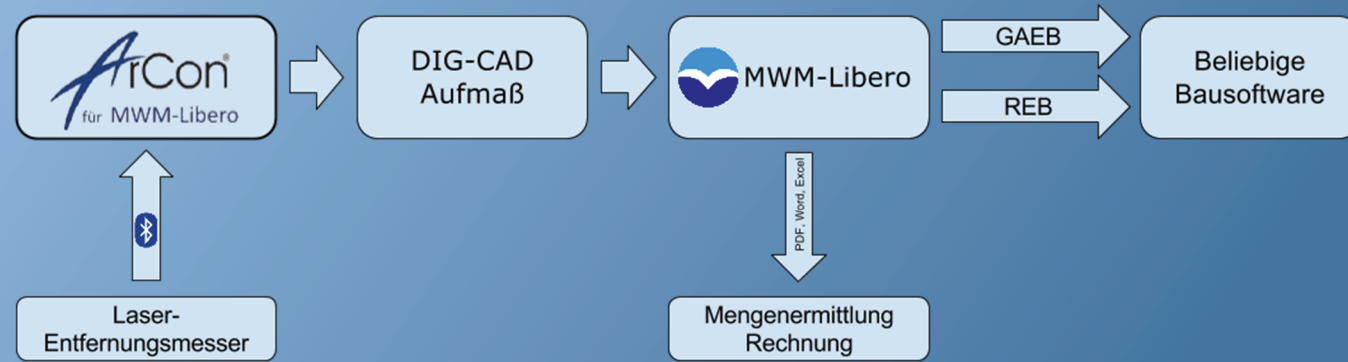 ArCon®
für MWM-Libero
DIG-CAD
Aufmaß
MWM-Libero
GAEB
REB
Beliebige
Bausoftware
PDF, Word, Excel
Laser-
Entfernungsmesser
Mengenermittlung
Rechnung